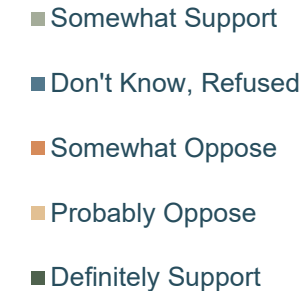 Somewhat Support
Don't Know, Refused
Somewhat Oppose
Probably Oppose
Definitely Support